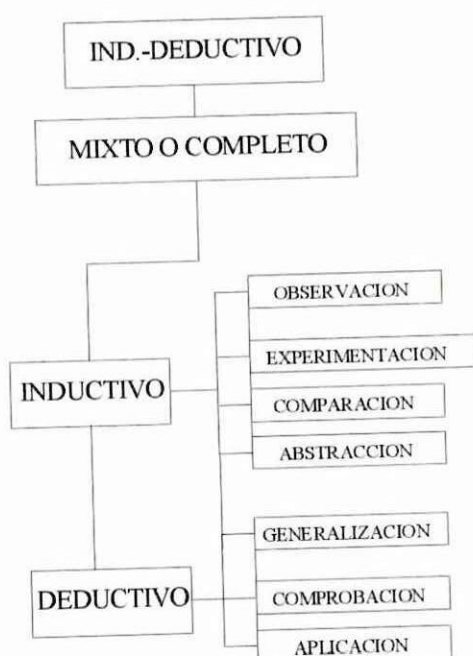 IND.-DEDUCTIVO
MIXTO O COMPLETO
INDUCTIVO
OBSERVACION
EXPERIMENTACION
COMPARACION
ABSTRACCION
DEDUCTIVO
GENERALIZACION
COMPROBACION
APLICACION